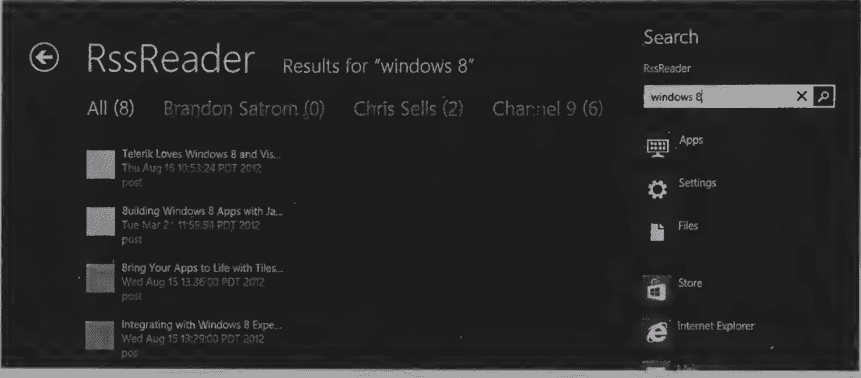 RssReader Results for "windows 8"
All (8) Brandon Satrom (0) Chris Sells (2) Channel 9 (6)
Telerik Loves Windows 8 and Vis...
Thu Aug 16 10:53:24 PDT 2012
post
Building Windows 8 Apps with Ja...
Tue Mar 2 11:59:54 PDT 2012
post
Bring Your Apps to Life with Tiles...
Wed Aug 15 13:36:00 PDT 2012
post
Integrating with Windows 8 Expe...
Wed Aug 15 13:29:00 PDT 2012
post
Search
RssReader
windows 8
Apps
Settings
Files
Store
Internet Explorer